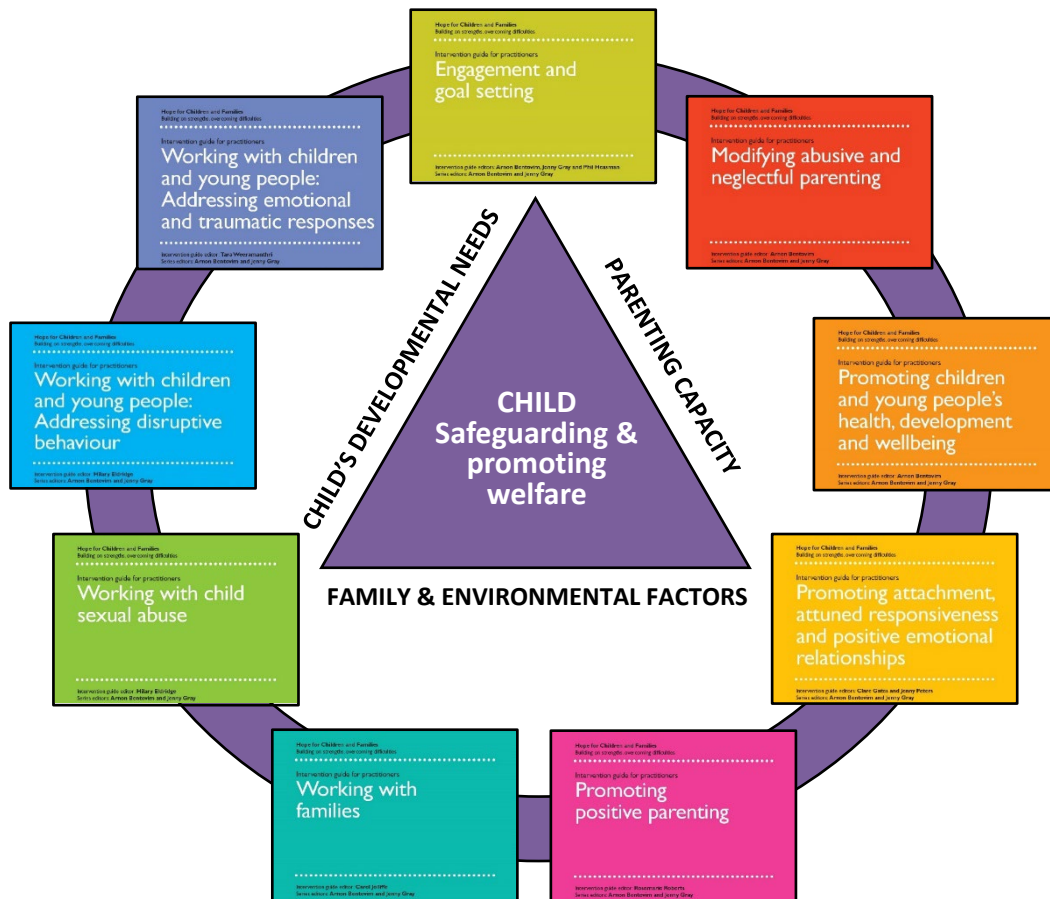 Hope for Children and Families
Building on strengths, overcoming difficulties
Intervention guide for practitioners
Engagement and
goal setting
Intervention guide editors: Arnon Bentovim, Jenny Gray and Phil Heasman
Series editors: Arnon Bentovim and Jenny Gray
Hope for Children and Families
Building on strengths, overcoming difficulties
Intervention guide for practitioners
Modifying abusive and
neglectful parenting
Intervention guide editor: Arnon Bentovim
Series editors: Arnon Bentovim and Jenny Gray
Hope for Children and Families
Building on strengths, overcoming difficulties
Intervention guide for practitioners
Promoting children
and young people's
health, development
and wellbeing
Intervention guide editor: Arnon Bentovim
Series editors: Arnon Bentovim and Jenny Gray
Hope for Children and Families
Building on strengths, overcoming difficulties
Intervention guide for practitioners
Promoting attachment,
attuned responsiveness
and positive emotional
relationships
Intervention guide editors: Clare Gates and Jenny Peters
Series editors: Arnon Bentovim and Jenny Gray
Hope for Children and Families
Building on strengths, overcoming difficulties
Intervention guide for practitioners
Promoting
positive parenting
Intervention guide editor: Rosemarie Roberts
Series editors: Arnon Bentovim and Jenny Gray
Hope for Children and Families
Building on strengths, overcoming difficulties
Intervention guide for practitioners
Working with
families
Intervention guide editor: Carol Jolliffe
Series editors: Arnon Bentovim and Jenny Gray
Hope for Children and Families
Building on strengths, overcoming difficulties
Intervention guide for practitioners
Working with child
sexual abuse
Intervention guide editor: Hilary Eldridge
Series editors: Arnon Bentovim and Jenny Gray
Hope for Children and Families
Building on strengths, overcoming difficulties
Intervention guide for practitioners
Working with children
and young people:
Addressing disruptive
behaviour
Intervention guide editor: Hilary Eldridge
Series editors: Arnon Bentovim and Jenny Gray
Hope for Children and Families
Building on strengths, overcoming difficulties
Intervention guide for practitioners
Working with children
and young people:
Addressing emotional
and traumatic responses
Intervention guide editor: Tara Weeramanthri
Series editors: Arnon Bentovim and Jenny Gray
CHILD'S DEVELOPMENTAL NEEDS
PARENTING CAPACITY
CHILD
Safeguarding &
promoting
welfare
FAMILY & ENVIRONMENTAL FACTORS